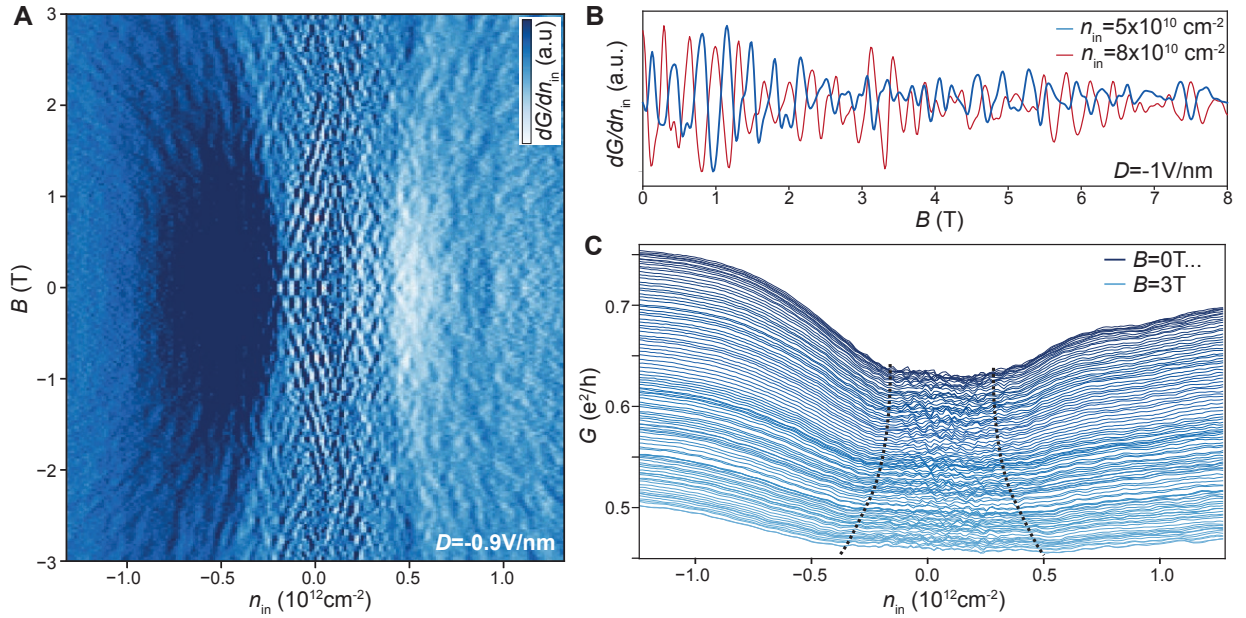 A
3
2
1
0
−1
−2
−3
B (T)
dG/dn_in (a.u)
D=-0.9V/nm
−1.0 −0.5 0.0 0.5 1.0
n_in (10^12 cm^-2)
B
dG/dn_in (a.u.)
n_in=5x10^10 cm^-2
n_in=8x10^10 cm^-2
D=-1V/nm
0 1 2 3 4 5 6 7 8
B (T)
C
B=0T...
B=3T
0.7
0.6
0.5
G (e^2/h)
−1.0 −0.5 0.0 0.5 1.0
n_in (10^12cm^-2)